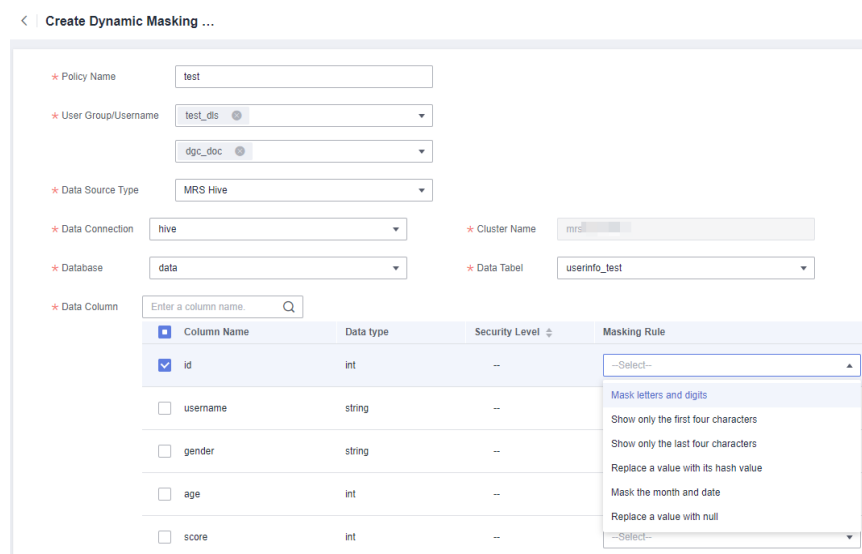 Create Dynamic Masking ...
* Policy Name test
* User Group/Username test_dls
dgc_doc
* Data Source Type MRS Hive
* Data Connection hive * Cluster Name mrs
* Database data * Data Tabel userinfo_test
* Data Column Enter a column name.
Column Name Data type Security Level Masking Rule
id int -- --Select--
Mask letters and digits
username string --
Show only the first four characters
Show only the last four characters
gender string --
Replace a value with its hash value
age int --
Mask the month and date
Replace a value with null
score int -- --Select--